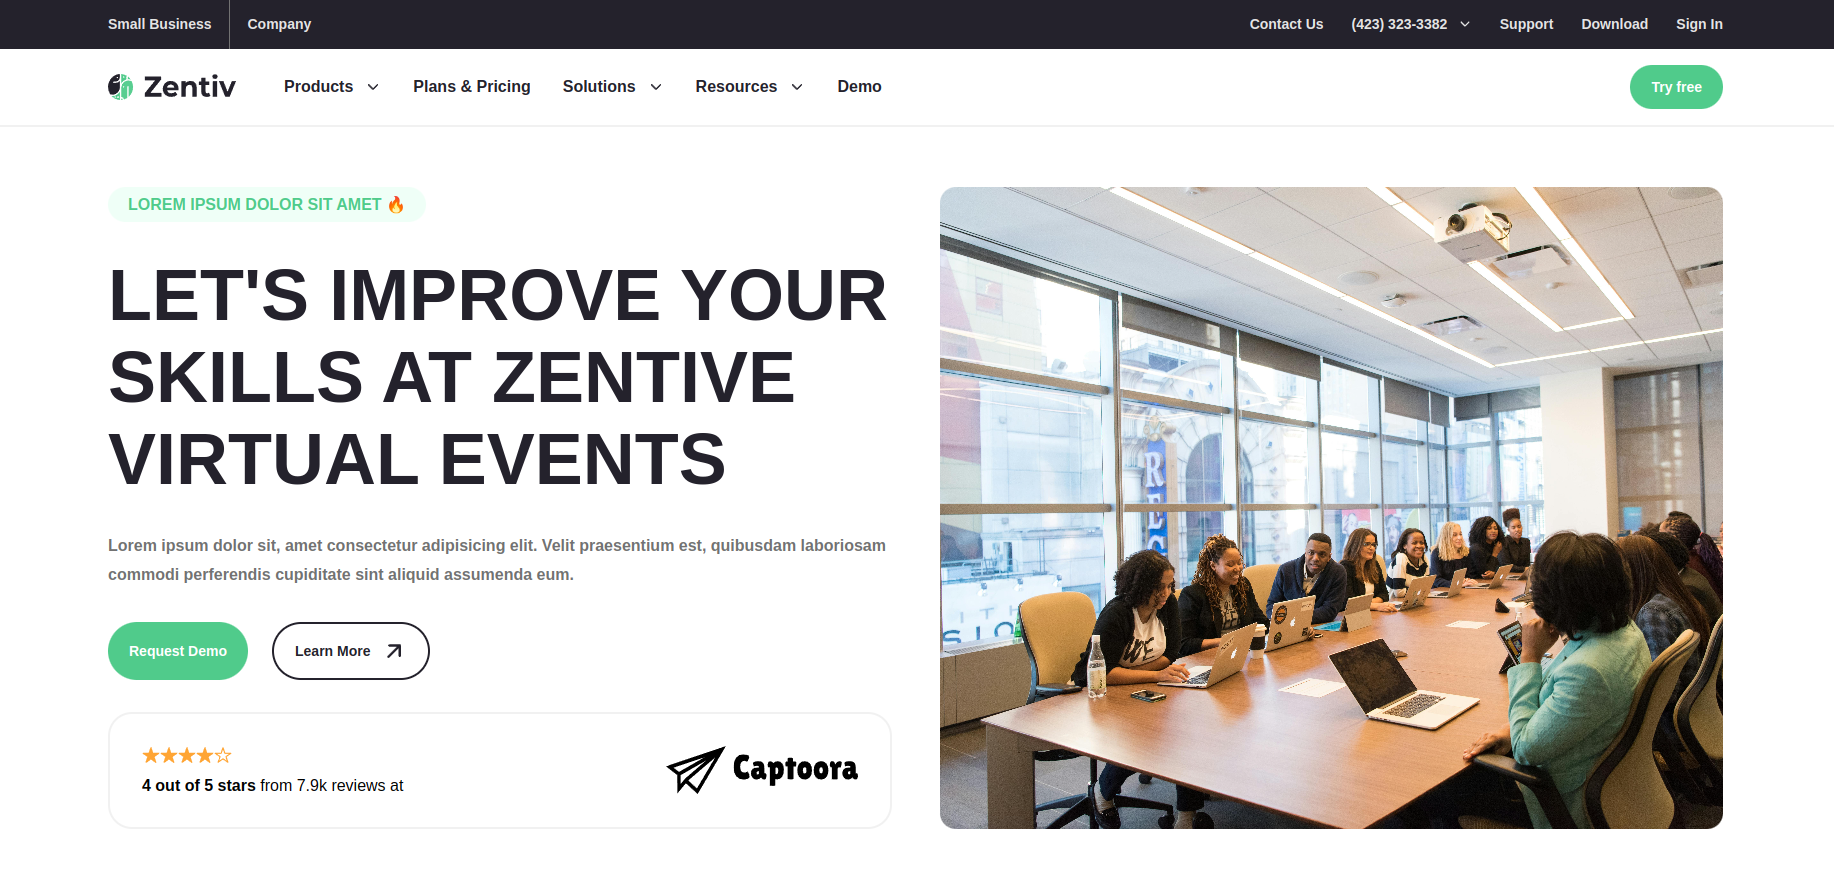 Small Business
Company
Contact Us
(423) 323-3382
Support
Download
Sign In
Zentiv
Products
Plans & Pricing
Solutions
Resources
Demo
Try free
LOREM IPSUM DOLOR SIT AMET 🔥
LET'S IMPROVE YOUR
SKILLS AT ZENTIVE
VIRTUAL EVENTS
Lorem ipsum dolor sit, amet consectetur adipisicing elit. Velit praesentium est, quibusdam laboriosam
commodi perferendis cupiditate sint aliquid assumenda eum.
Request Demo
Learn More
★★★★☆
4 out of 5 stars from 7.9k reviews at
Captoora
WE